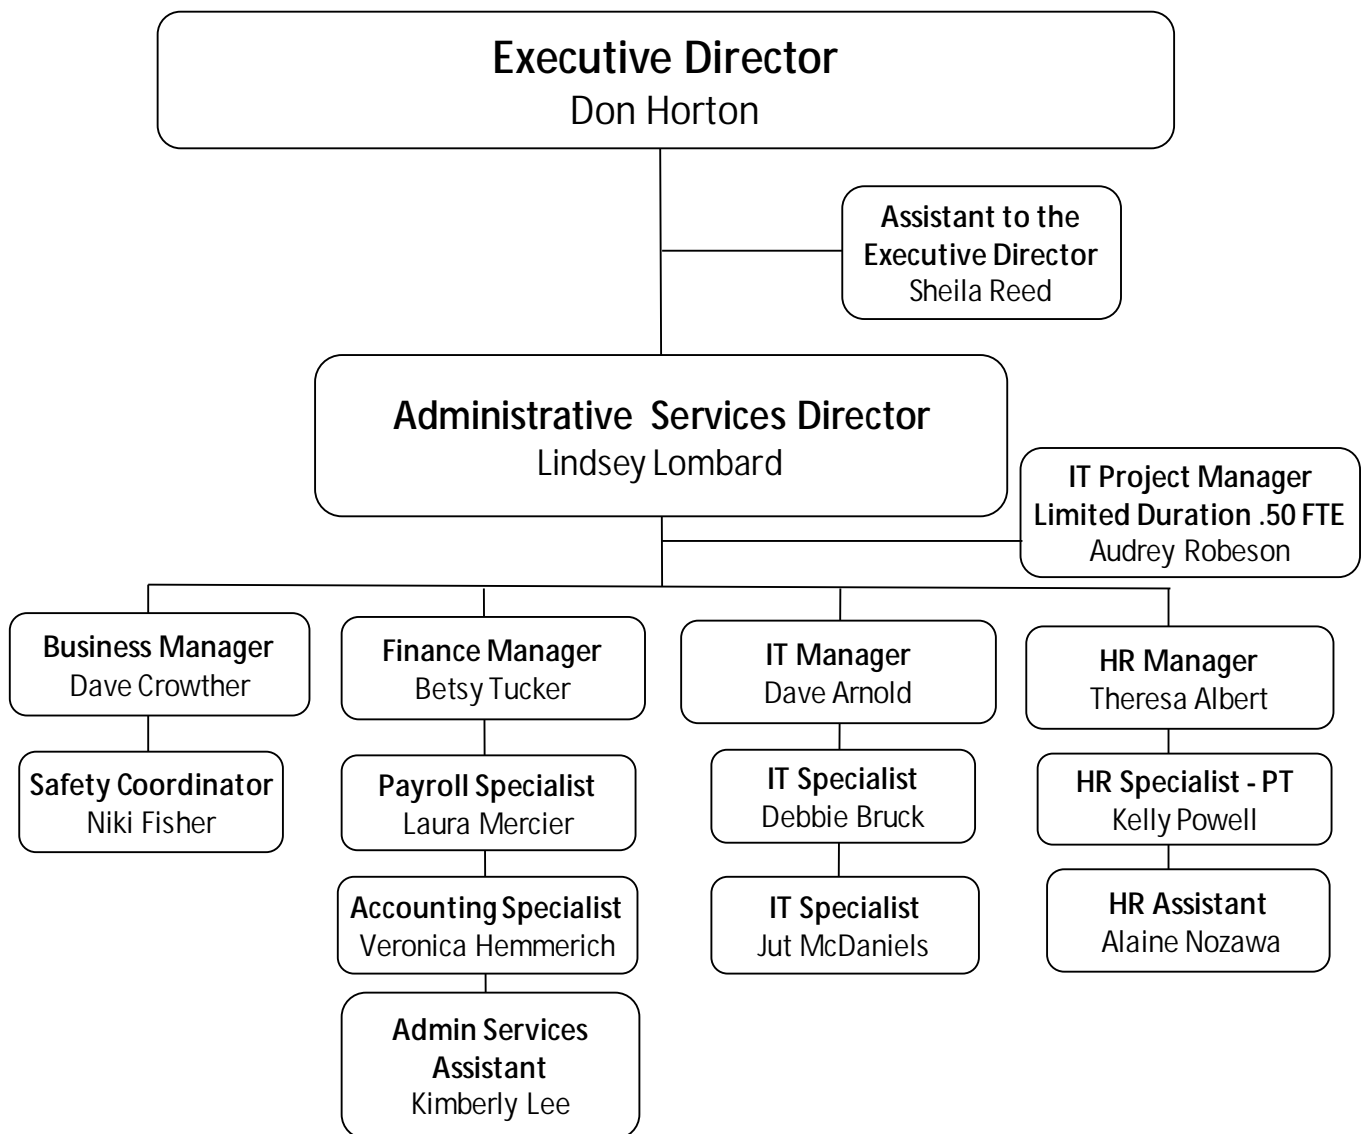 Executive Director
Don Horton
Assistant to the
Executive Director
Sheila Reed
Administrative Services Director
Lindsey Lombard
IT Project Manager
Limited Duration .50 FTE
Audrey Robeson
Business Manager
Dave Crowther
Finance Manager
Betsy Tucker
IT Manager
Dave Arnold
HR Manager
Theresa Albert
Safety Coordinator
Niki Fisher
Payroll Specialist
Laura Mercier
IT Specialist
Debbie Bruck
HR Specialist - PT
Kelly Powell
Accounting Specialist
Veronica Hemmerich
IT Specialist
Jut McDaniels
HR Assistant
Alaine Nozawa
Admin Services
Assistant
Kimberly Lee